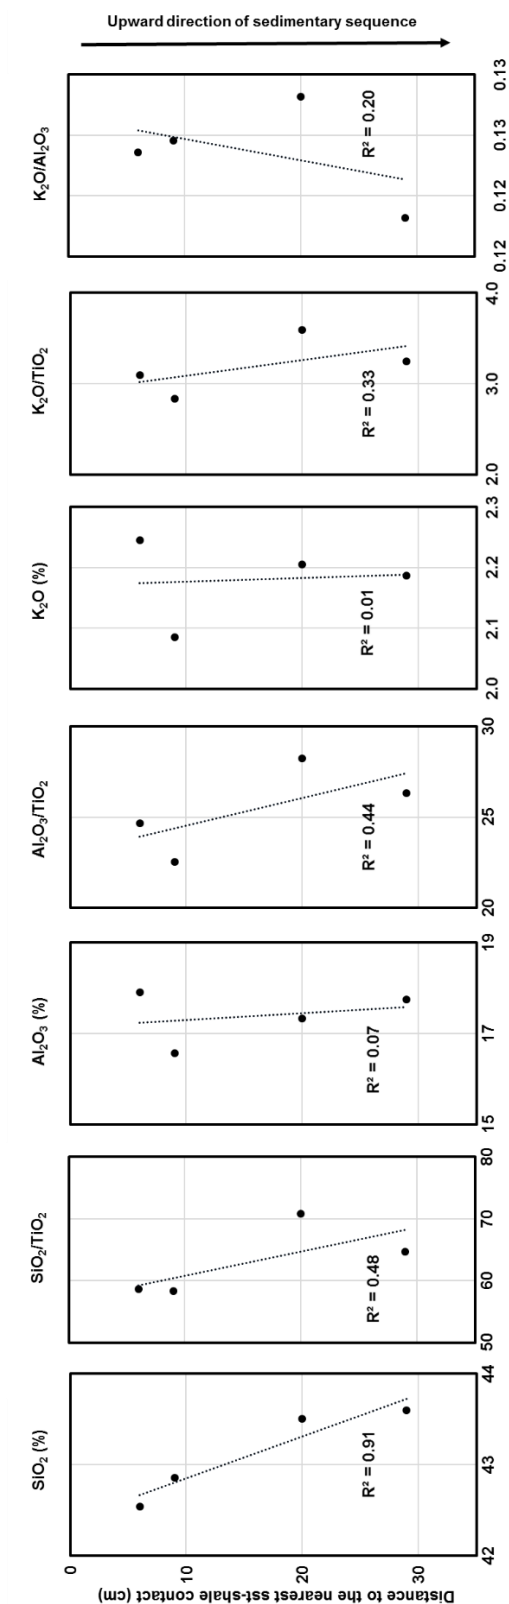 Upward direction of sedimentary sequence
K₂O/Al₂O₃
R² = 0.20
0.12
0.12
0.13
0.13
K₂O/TiO₂
R² = 0.33
2.0
3.0
4.0
K₂O (%)
R² = 0.01
2.0
2.1
2.2
2.3
Al₂O₃/TiO₂
R² = 0.44
20
25
30
Al₂O₃ (%)
R² = 0.07
15
17
19
SiO₂/TiO₂
R² = 0.48
50
60
70
80
SiO₂ (%)
R² = 0.91
42
43
44
0
10
20
30
Distance to the nearest sst-shale contact (cm)